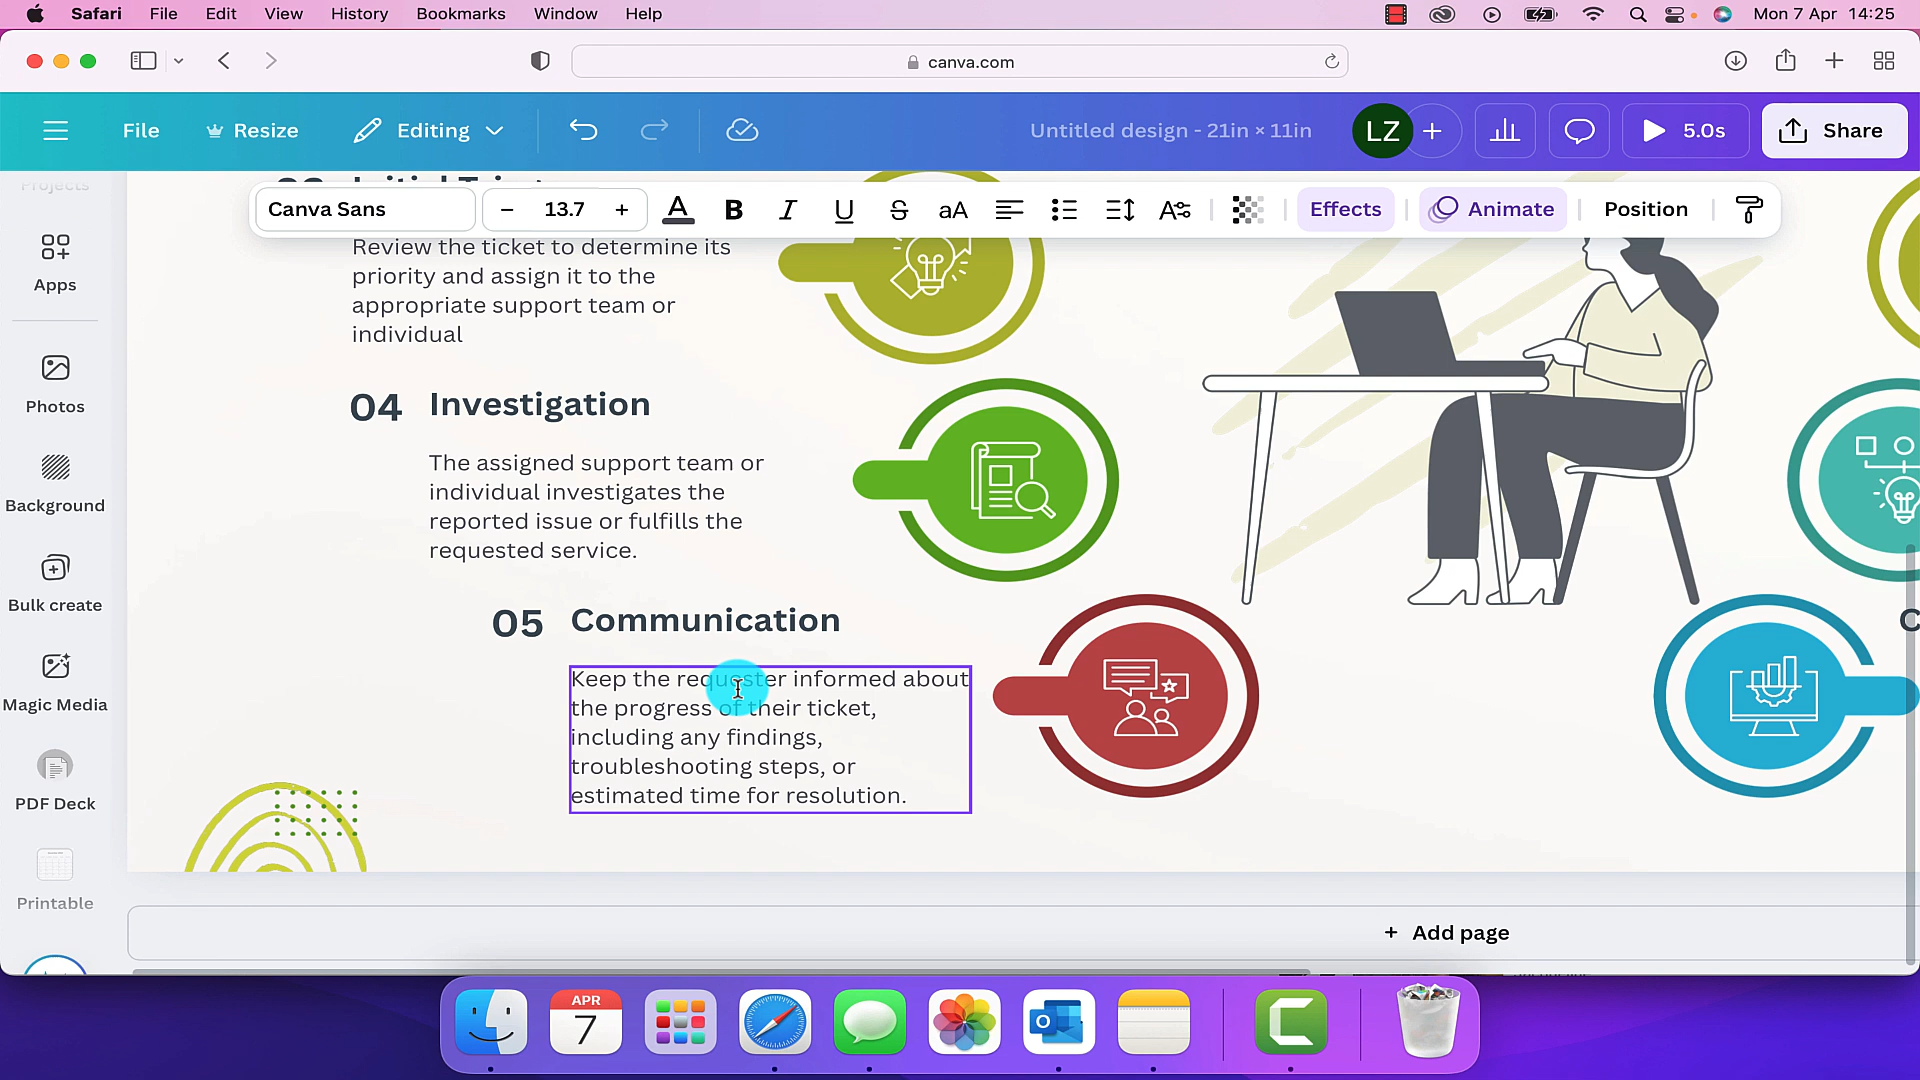 Safari File Edit View History Bookmarks Window Help Mon 7 Apr 14:25
canva.com
File Resize Editing Untitled design - 21in × 11in LZ + 5.0s Share
Projects
Canva Sans – 13.7 + A B I U S aA Effects Animate Position
Apps
Photos
Background
Bulk create
Magic Media
PDF Deck
Printable
Review the ticket to determine its
priority and assign it to the
appropriate support team or
individual
04 Investigation
The assigned support team or
individual investigates the
reported issue or fulfills the
requested service.
05 Communication
Keep the requester informed about
the progress of their ticket,
including any findings,
troubleshooting steps, or
estimated time for resolution.
+ Add page
APR
7